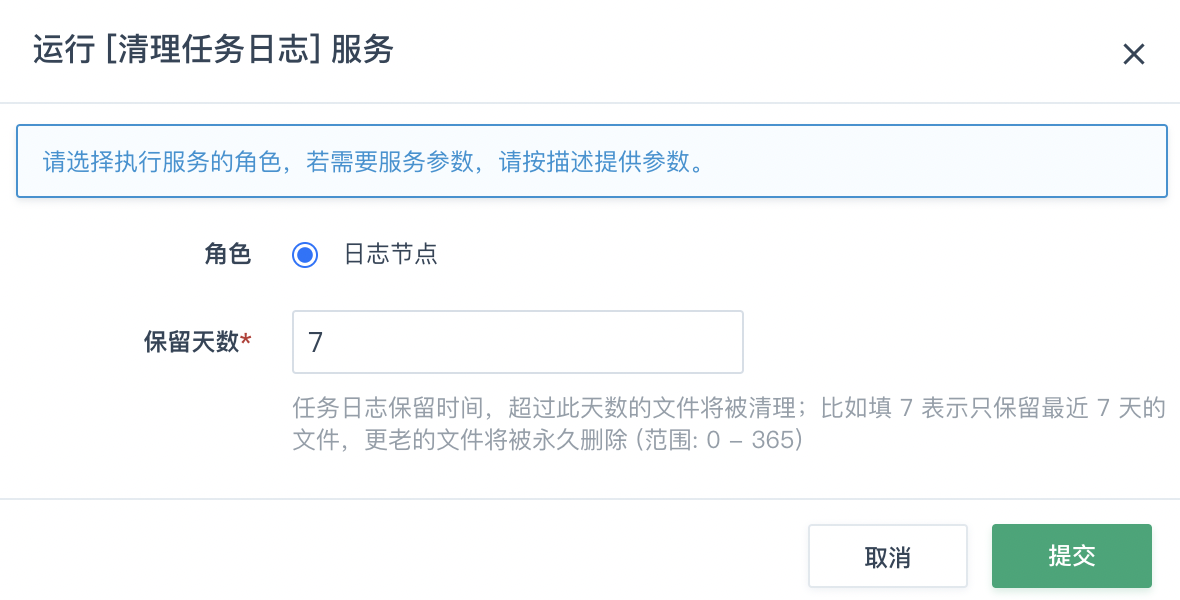 运行 [清理任务日志] 服务
请选择执行服务的角色，若需要服务参数，请按描述提供参数。
角色 日志节点
保留天数* 7
任务日志保留时间，超过此天数的文件将被清理；比如填 7 表示只保留最近 7 天的
文件，更老的文件将被永久删除 (范围: 0 – 365)
取消 提交